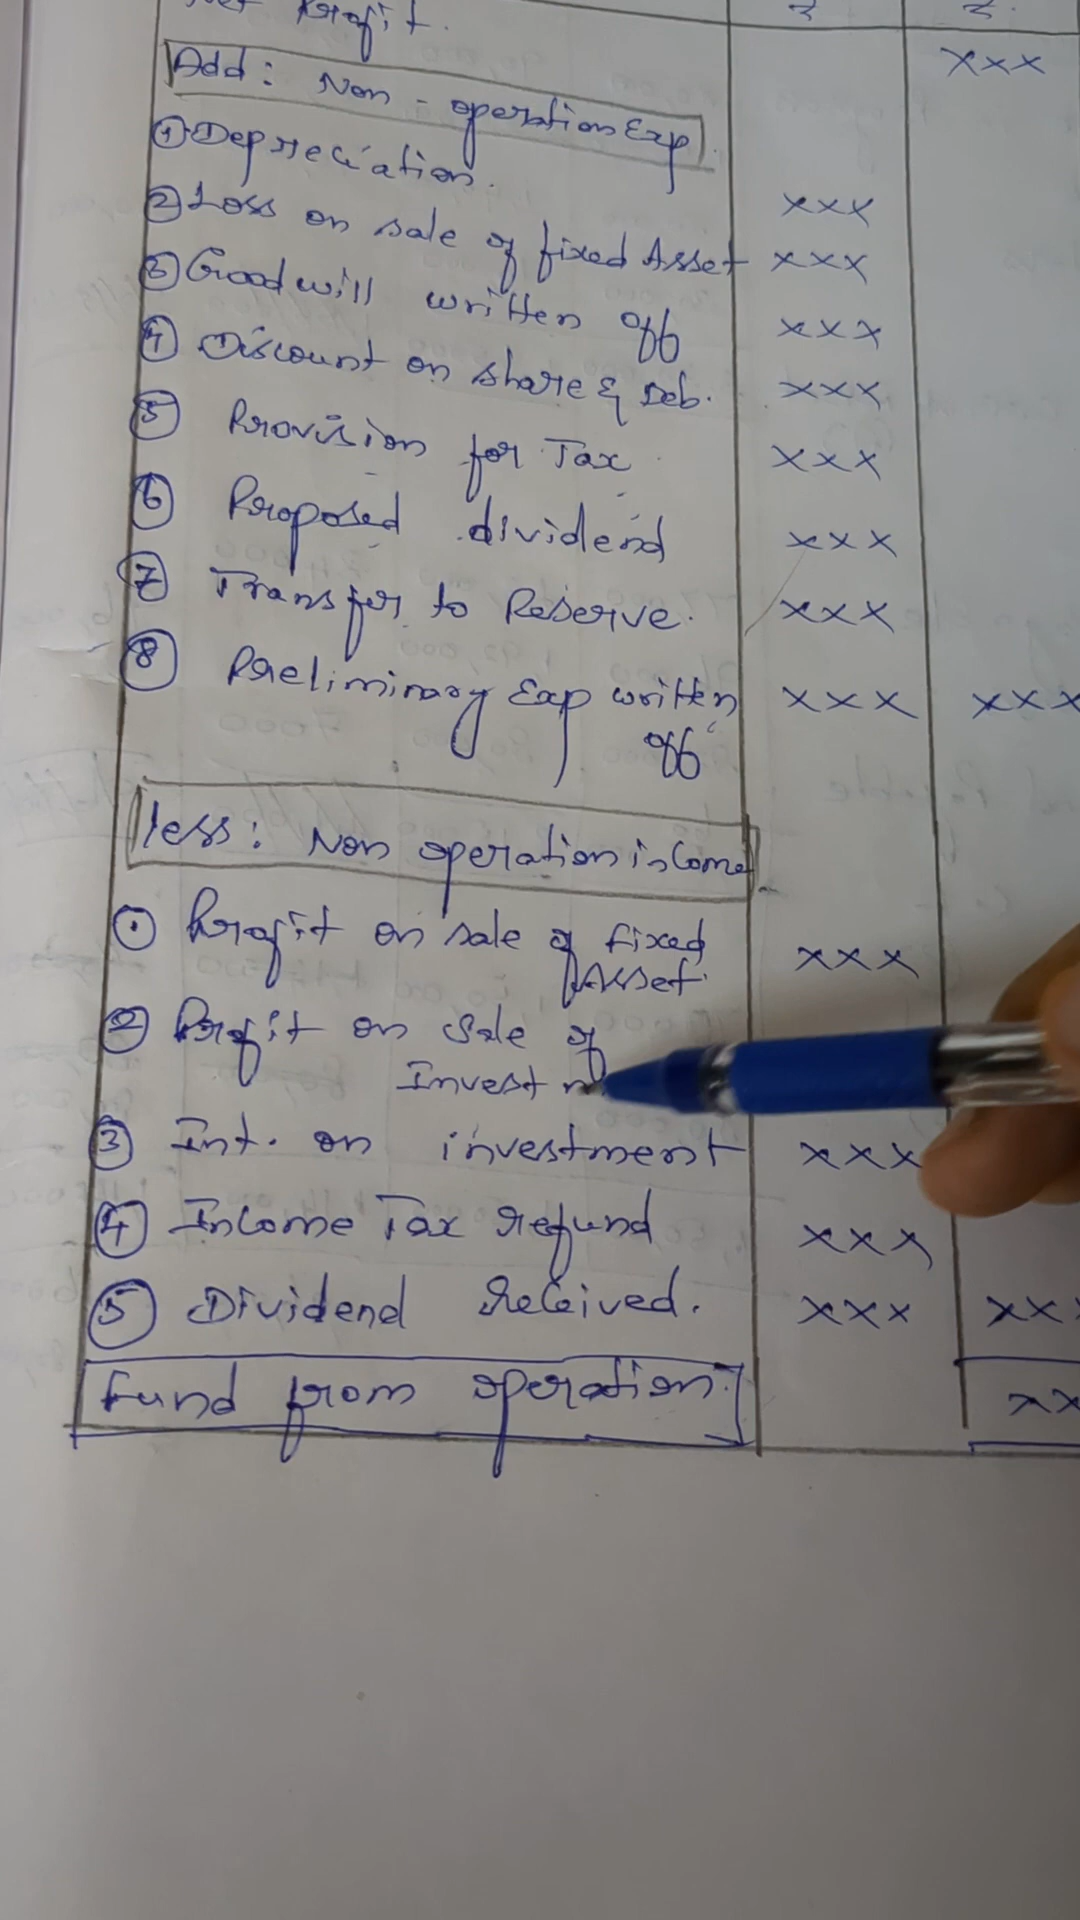 Net Profit. ₹ ₹
xxx
Add: Non - operation Exp
① Depreciation. xxx
② Loss on sale of fixed Asset xxx
③ Goodwill written off xxx
④ Discount on share & Deb. xxx
⑤ Provision for Tax xxx
⑥ Proposed dividend xxx
⑦ Transfer to Reserve. xxx
⑧ Preliminary Exp written xxx xxx
off
less: Non operation income
① Profit on sale of fixed
Asset. xxx
② Profit on sale of
Invest
③ Int. on investment xxx
④ Income Tax refund xxx
⑤ Dividend received. xxx xxx
Fund from operation. xx